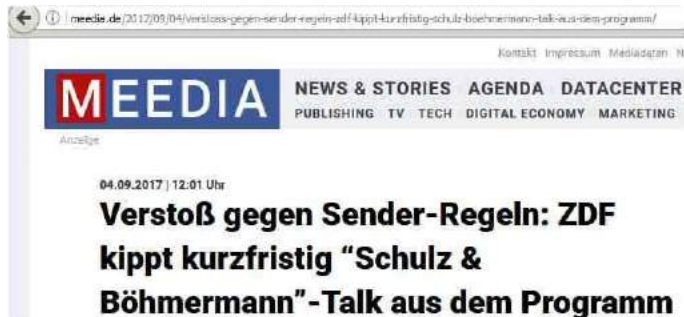 meedia.de/2017/09/04/verstoss-gegen-sender-regeln-zdf-kippt-kurzfristig-schulz-boehmermann-talk-aus-dem-programm/
Kontakt Impressum Mediadaten N
MEEDIA
NEWS & STORIES AGENDA DATACENTER
PUBLISHING TV TECH DIGITAL ECONOMY MARKETING
Anzeige
04.09.2017 | 12:01 Uhr
Verstoß gegen Sender-Regeln: ZDF
kippt kurzfristig “Schulz &
Böhmermann”-Talk aus dem Programm